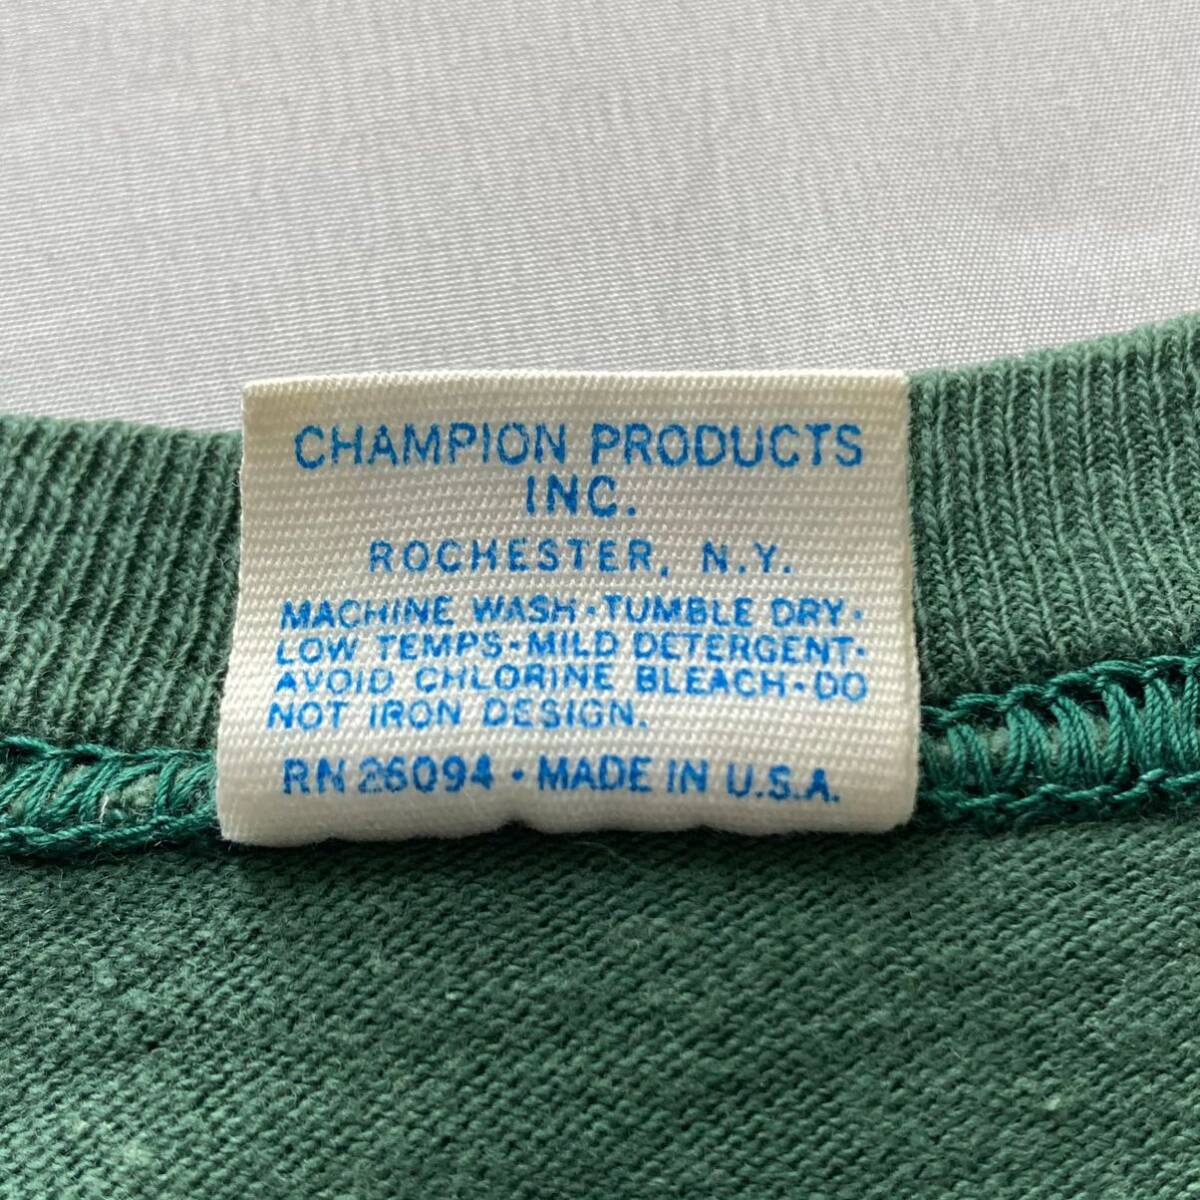 CHAMPION PRODUCTS
INC.
ROCHESTER, N.Y.
MACHINE WASH·TUMBLE DRY·
LOW TEMPS·MILD DETERGENT·
AVOID CHLORINE BLEACH·DO
NOT IRON DESIGN.
RN 26094 · MADE IN U.S.A.